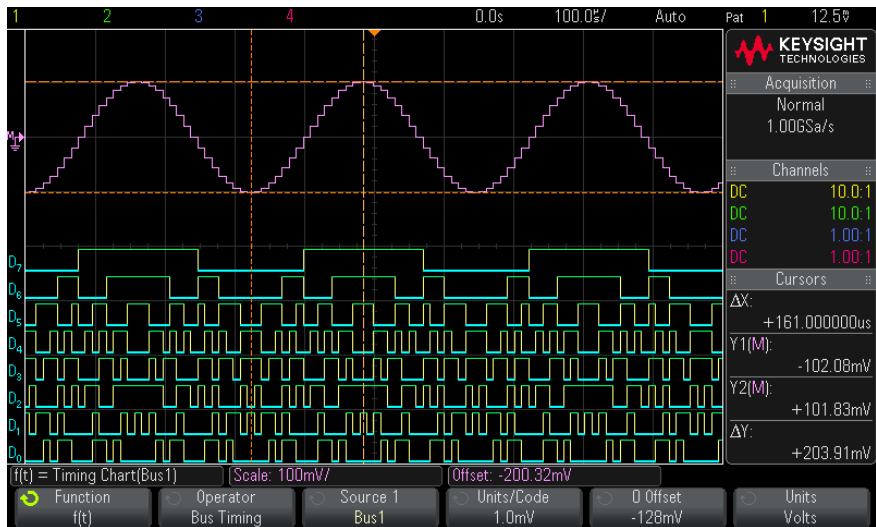 1 2 3 4 0.0s 100.0㎲/ Auto Pat 1 12.5V
KEYSIGHT
TECHNOLOGIES
Acquisition
Normal
1.00GSa/s
Channels
DC 10.0:1
DC 10.0:1
DC 1.00:1
DC 1.00:1
Cursors
ΔX:
+161.000000us
Y1(M):
-102.08mV
Y2(M):
+101.83mV
ΔY:
+203.91mV
M
D7
D6
D5
D4
D3
D2
D1
D0
f(t) = Timing Chart(Bus1) Scale: 100mV/ Offset: -200.32mV
Function Operator Source 1 Units/Code 0 Offset Units
f(t) Bus Timing Bus1 1.0mV -128mV Volts